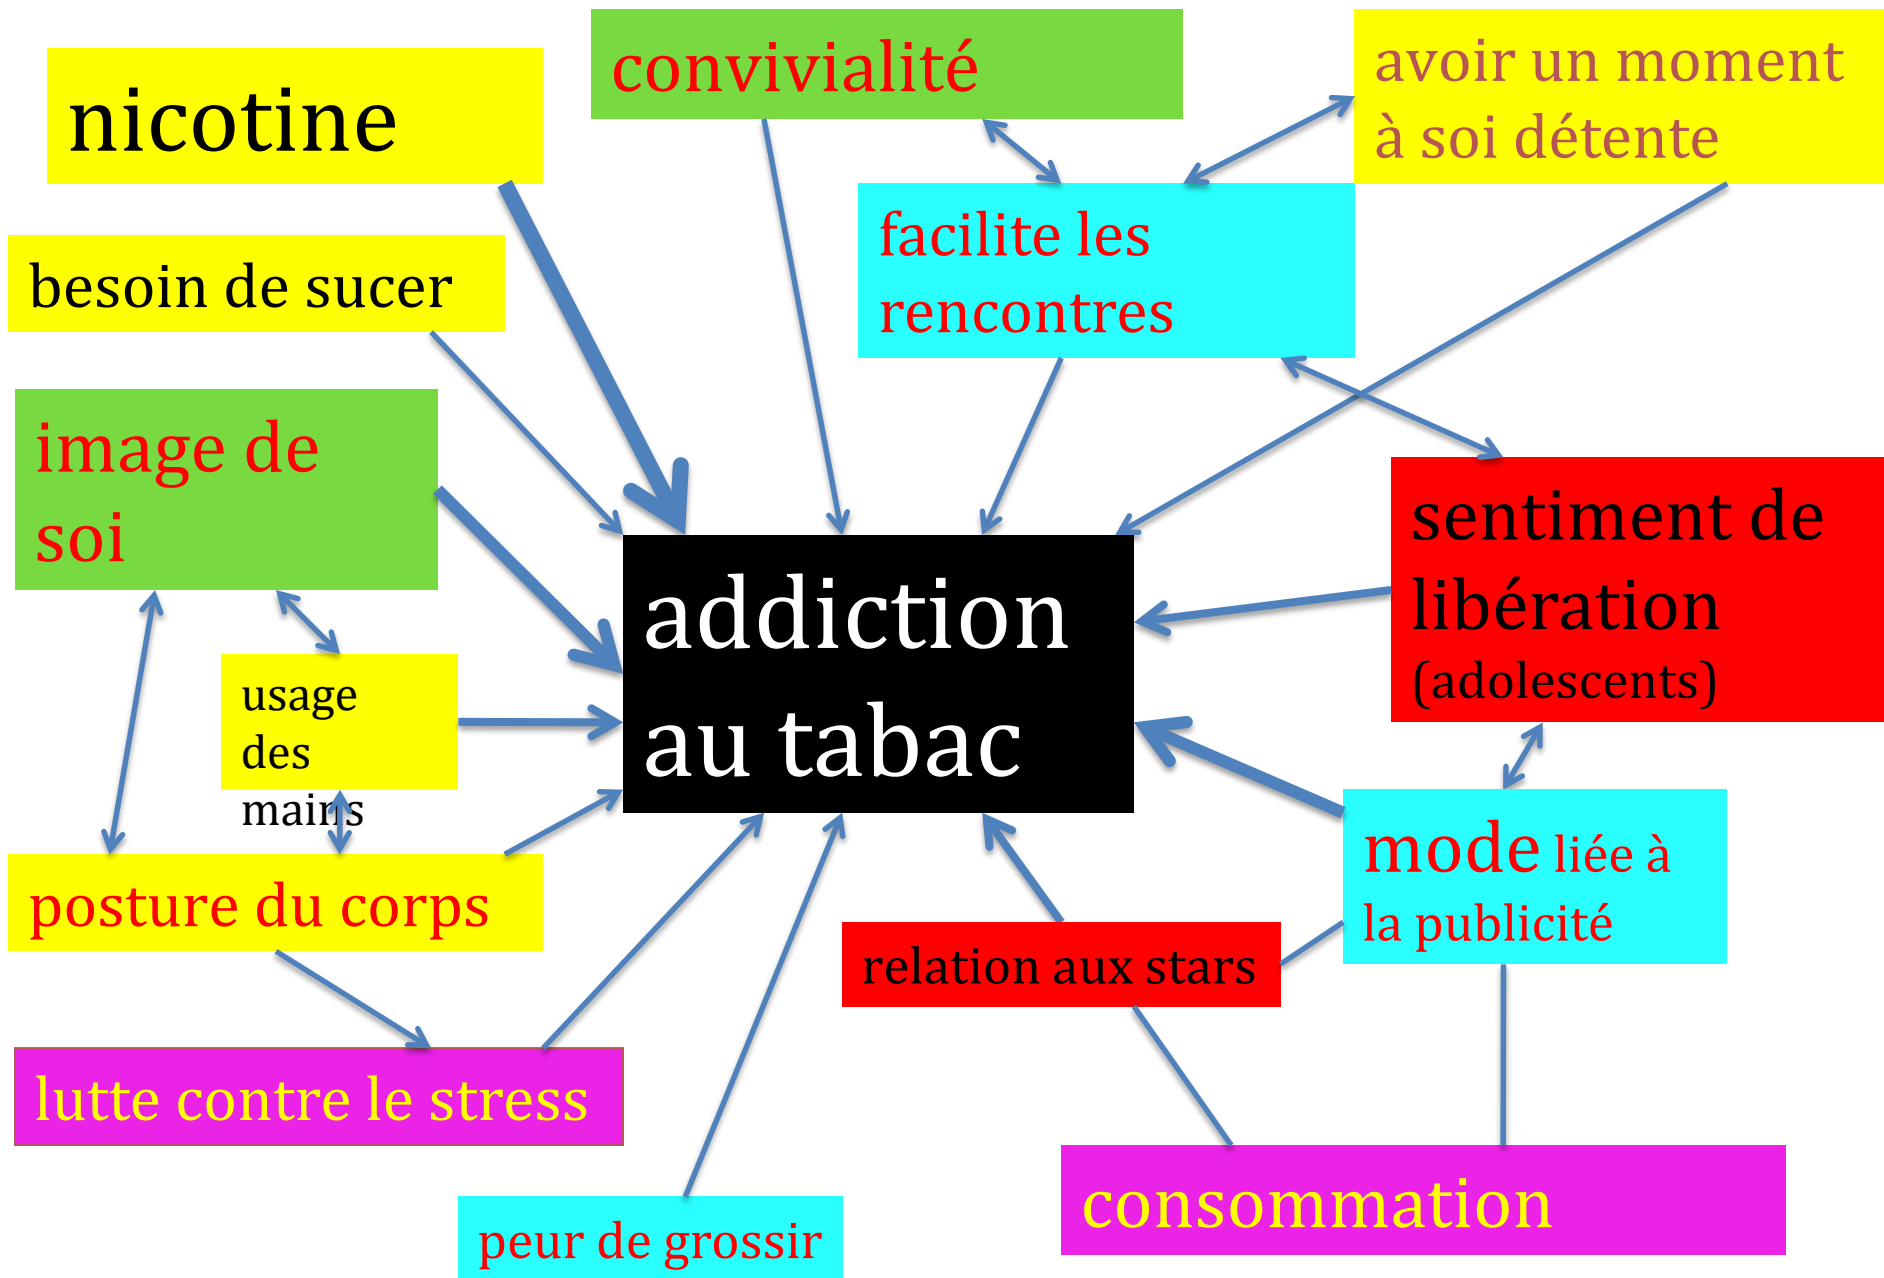 nicotine
convivialité
avoir un moment
à soi détente
facilite les
rencontres
besoin de sucer
image de
soi
sentiment de
libération
(adolescents)
addiction
au tabac
usage
des
mains
mode liée à
la publicité
posture du corps
relation aux stars
lutte contre le stress
consommation
peur de grossir